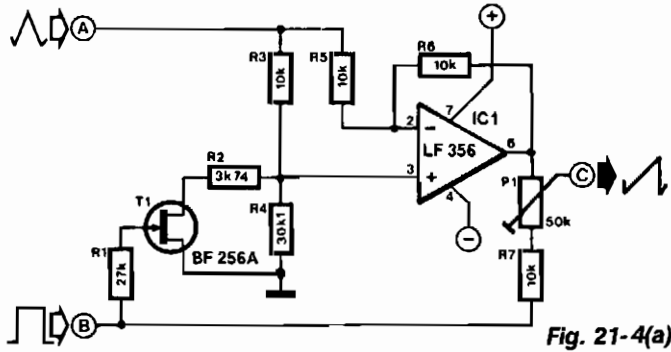 A
R3
10k
R5
10k
R6
10k
+
7
IC1
2
−
LF 356
6
3
+
4
−
R2
3k74
T1
BF 256A
R4
30k1
R1
27k
P1
50k
C
R7
10k
B
Fig. 21-4(a)